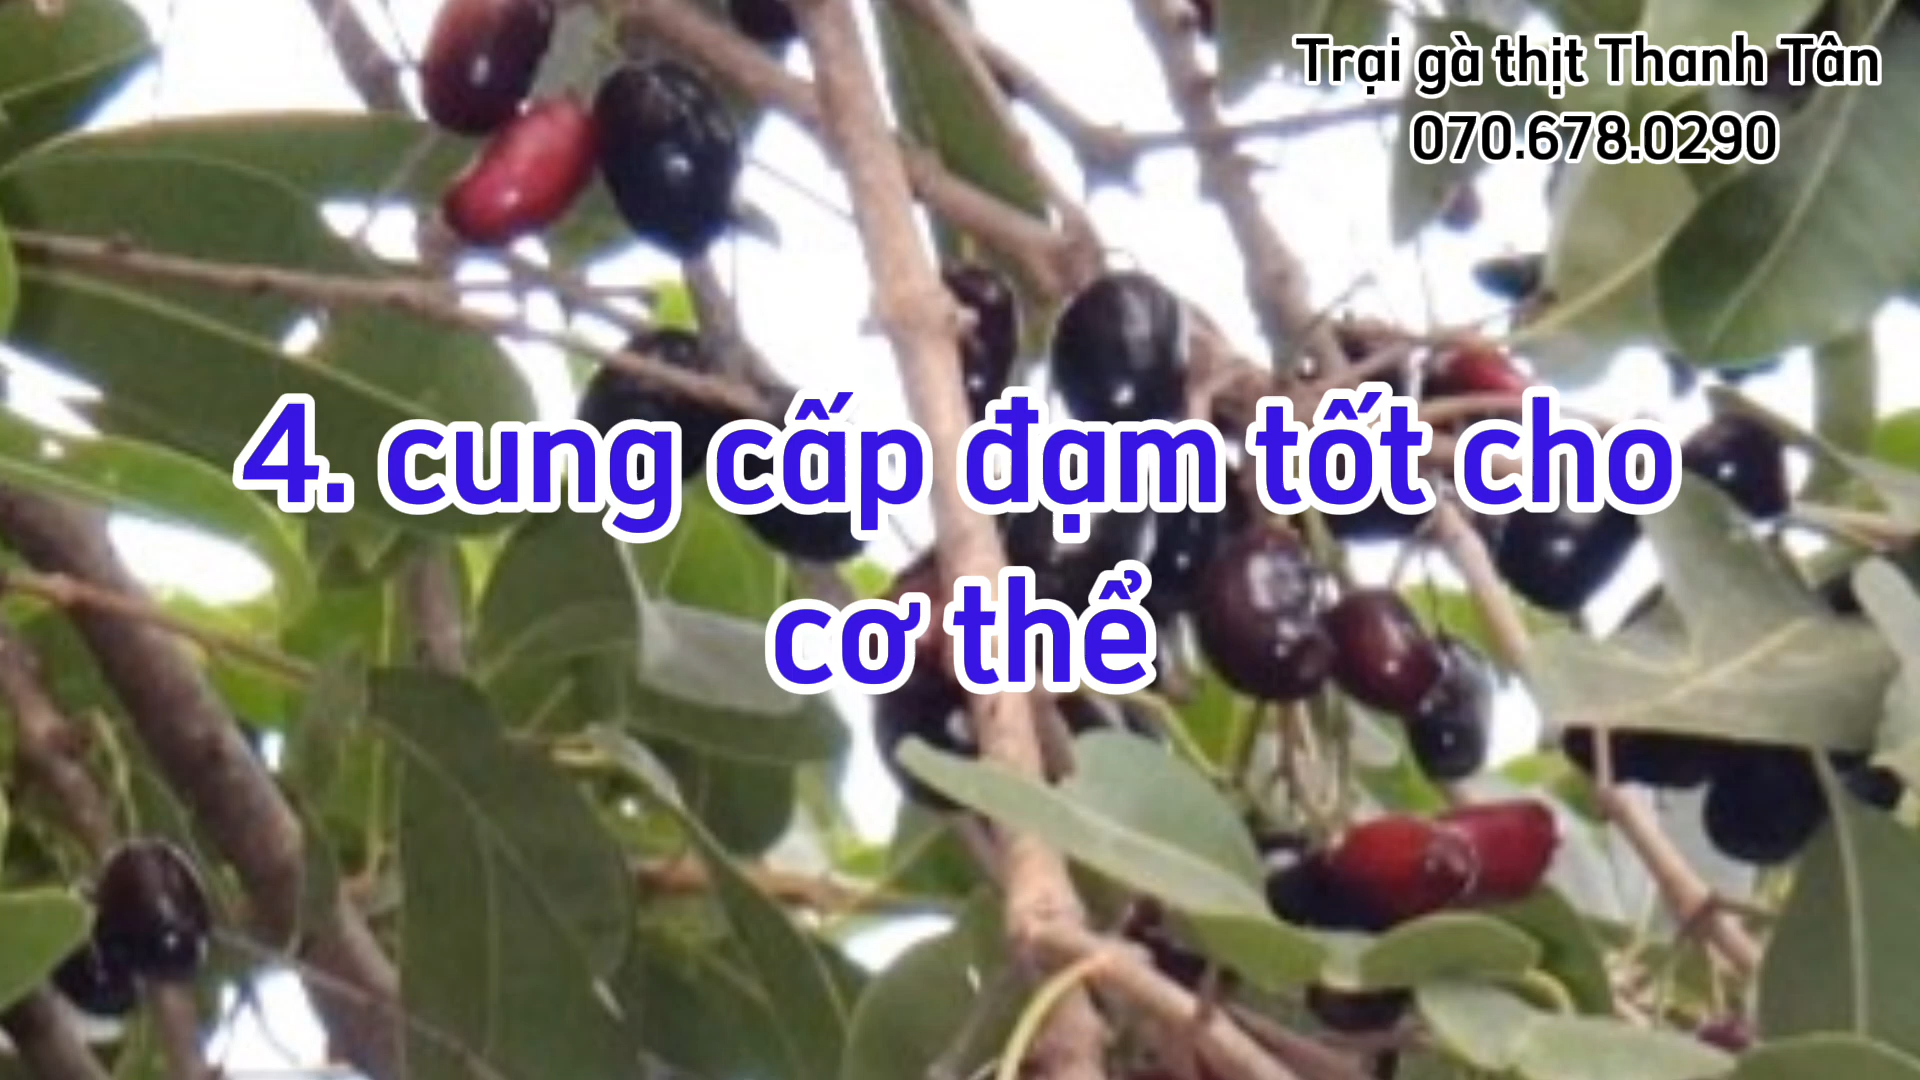 Trại gà thịt Thanh Tân
070.678.0290
4. cung cấp đạm tốt cho
cơ thể